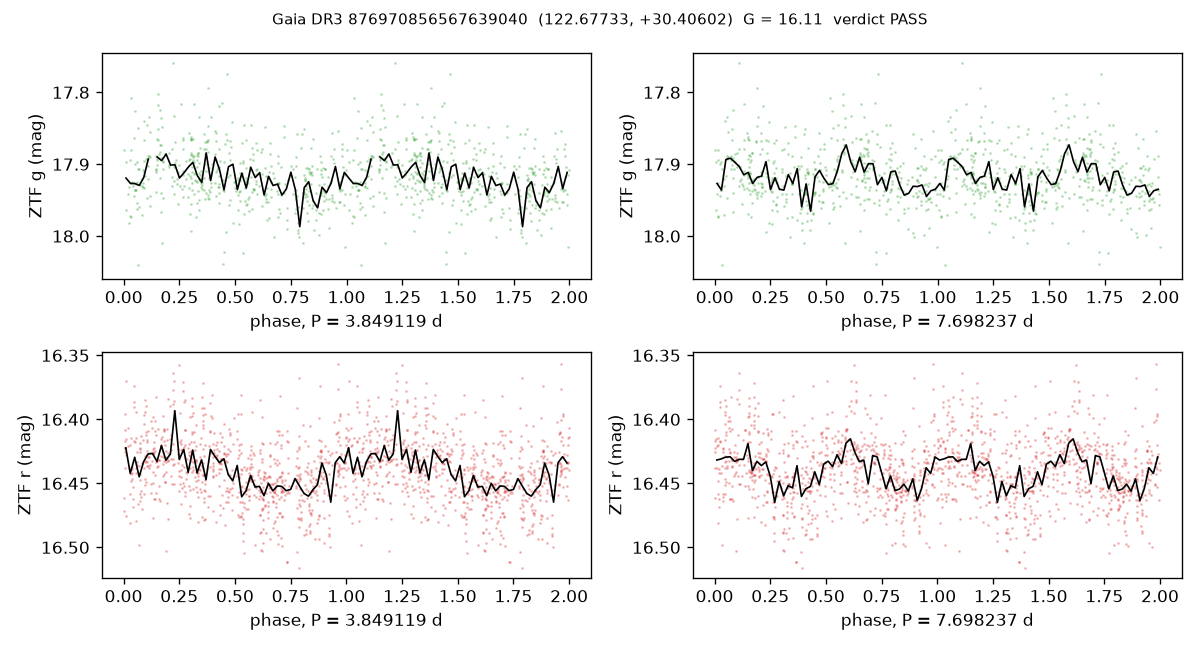 Gaia DR3 876970856567639040 (122.67733, +30.40602) G = 16.11 verdict PASS
ZTF g (mag)
17.8
17.9
18.0
0.00 0.25 0.50 0.75 1.00 1.25 1.50 1.75 2.00
phase, P = 3.849119 d
ZTF g (mag)
17.8
17.9
18.0
0.00 0.25 0.50 0.75 1.00 1.25 1.50 1.75 2.00
phase, P = 7.698237 d
ZTF r (mag)
16.35
16.40
16.45
16.50
0.00 0.25 0.50 0.75 1.00 1.25 1.50 1.75 2.00
phase, P = 3.849119 d
ZTF r (mag)
16.35
16.40
16.45
16.50
0.00 0.25 0.50 0.75 1.00 1.25 1.50 1.75 2.00
phase, P = 7.698237 d